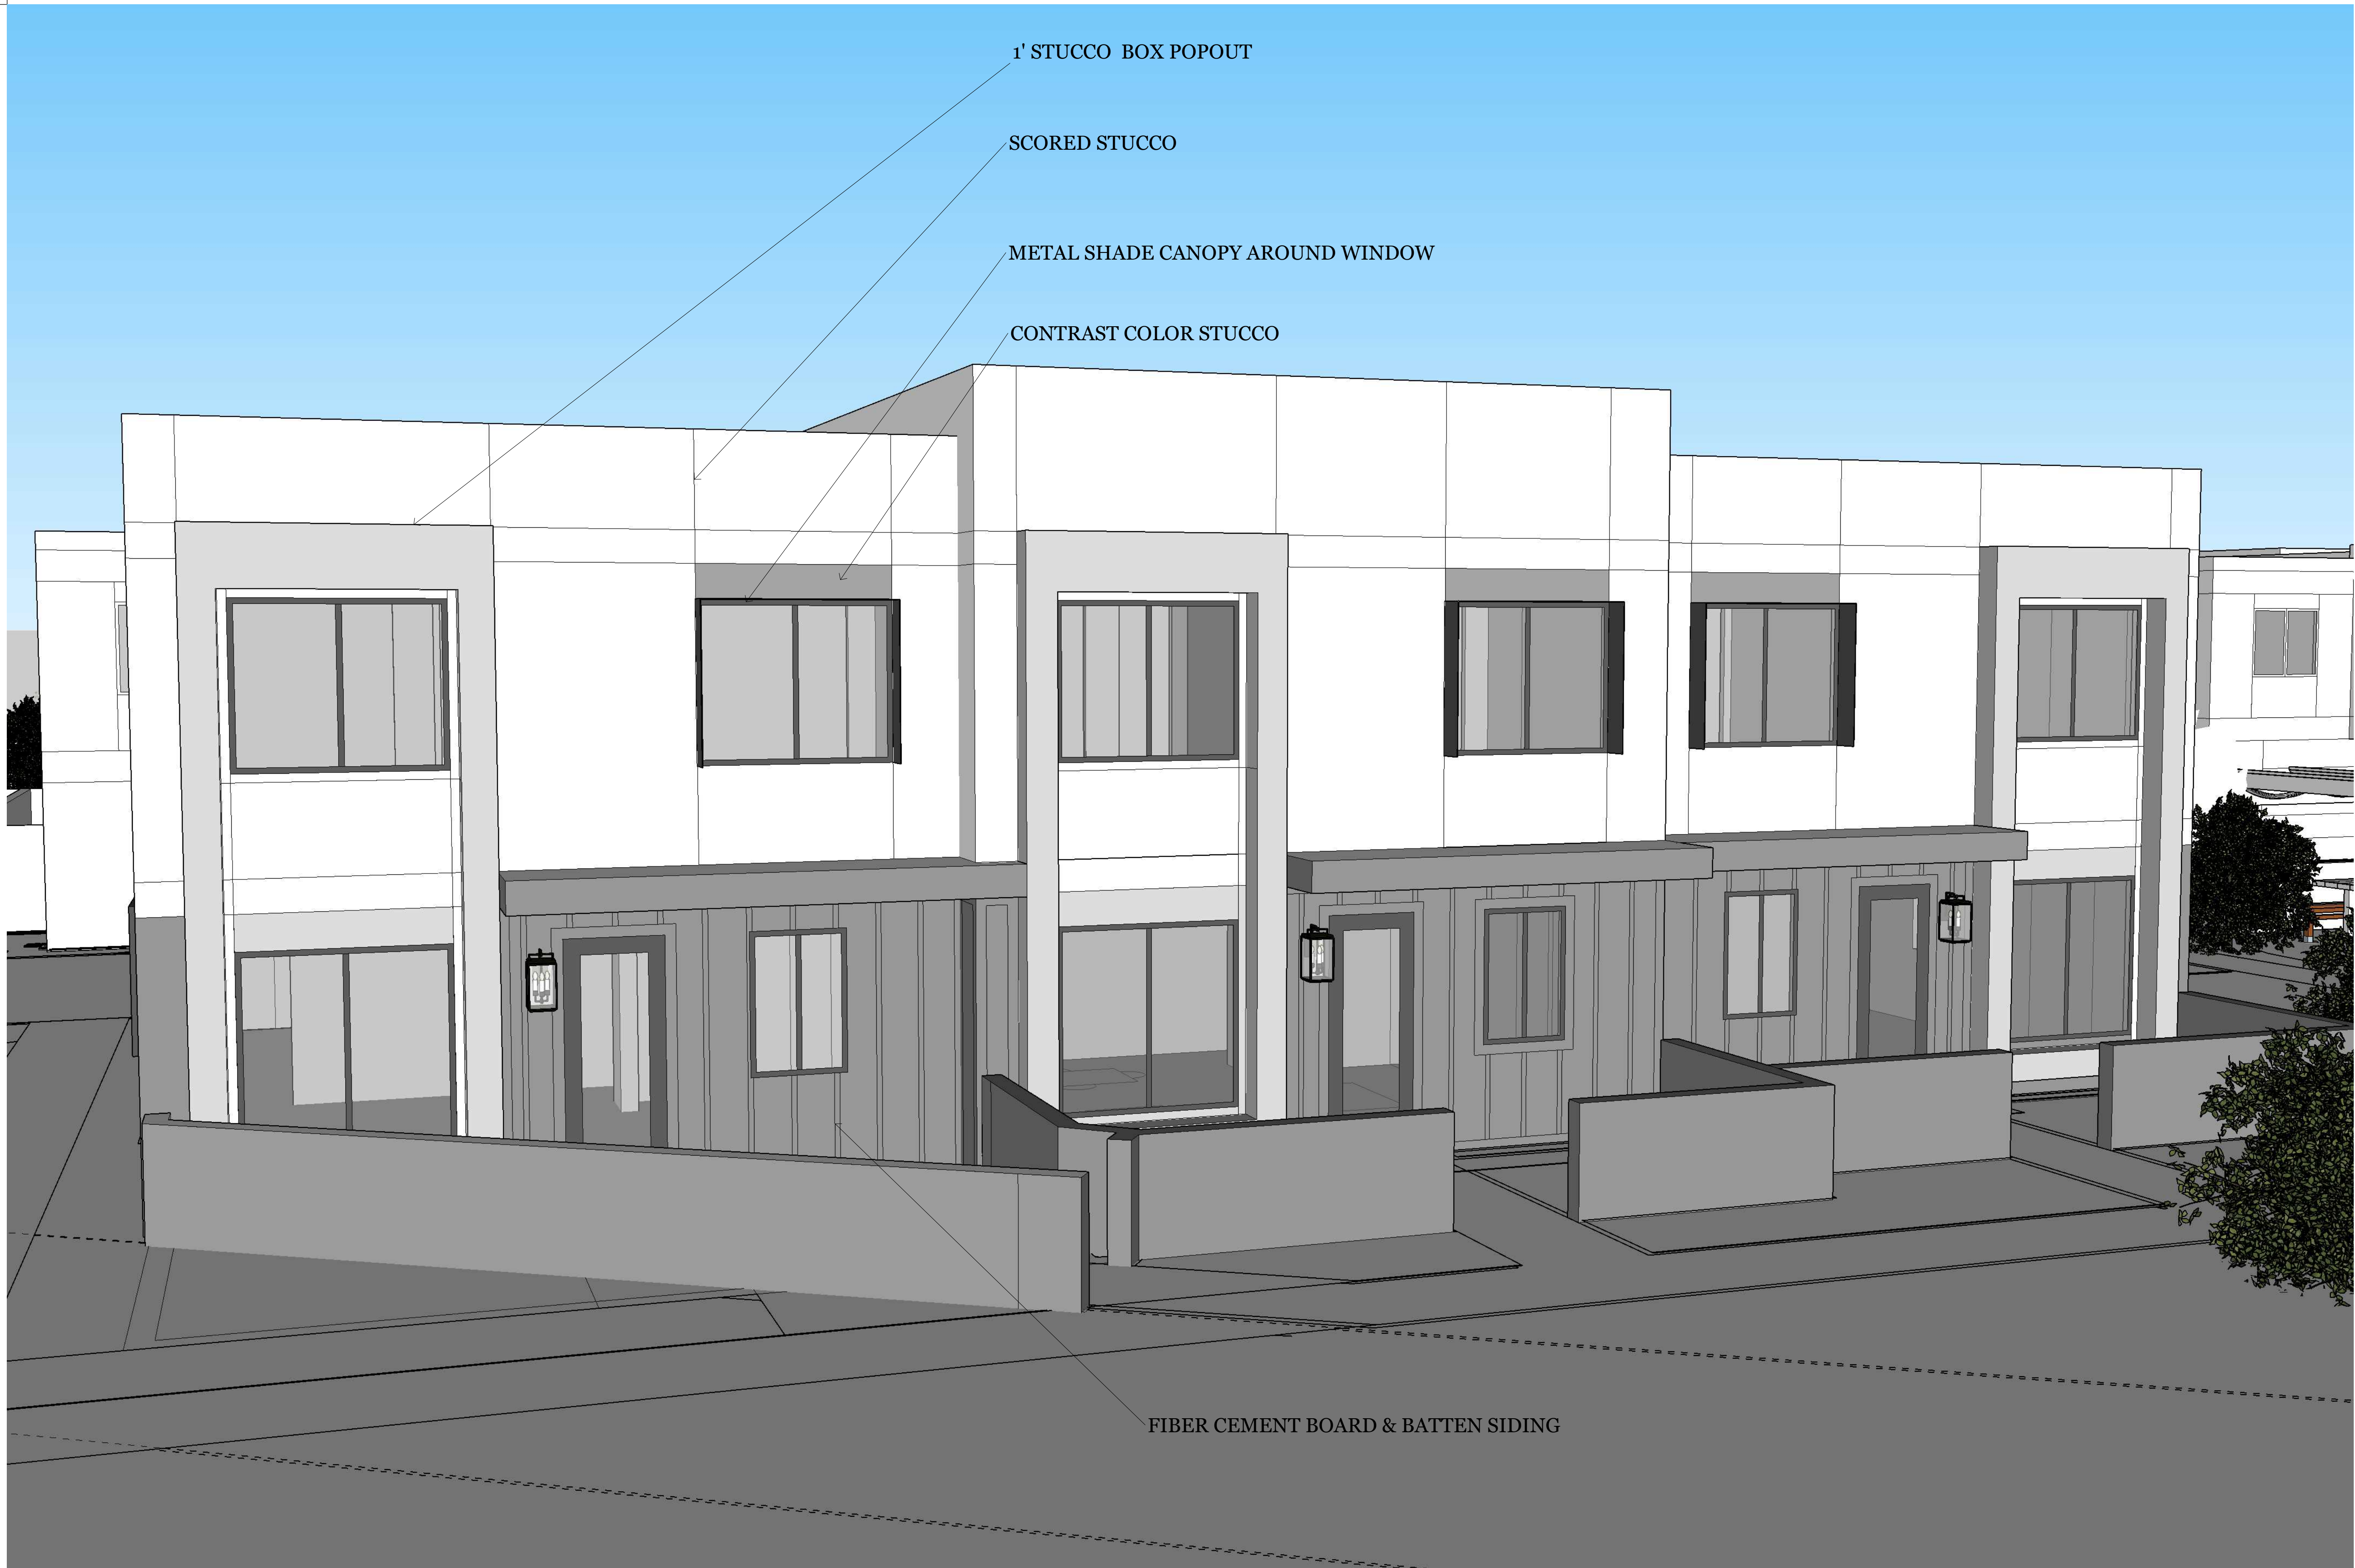 1' STUCCO BOX POPOUT
SCORED STUCCO
METAL SHADE CANOPY AROUND WINDOW
CONTRAST COLOR STUCCO
FIBER CEMENT BOARD & BATTEN SIDING